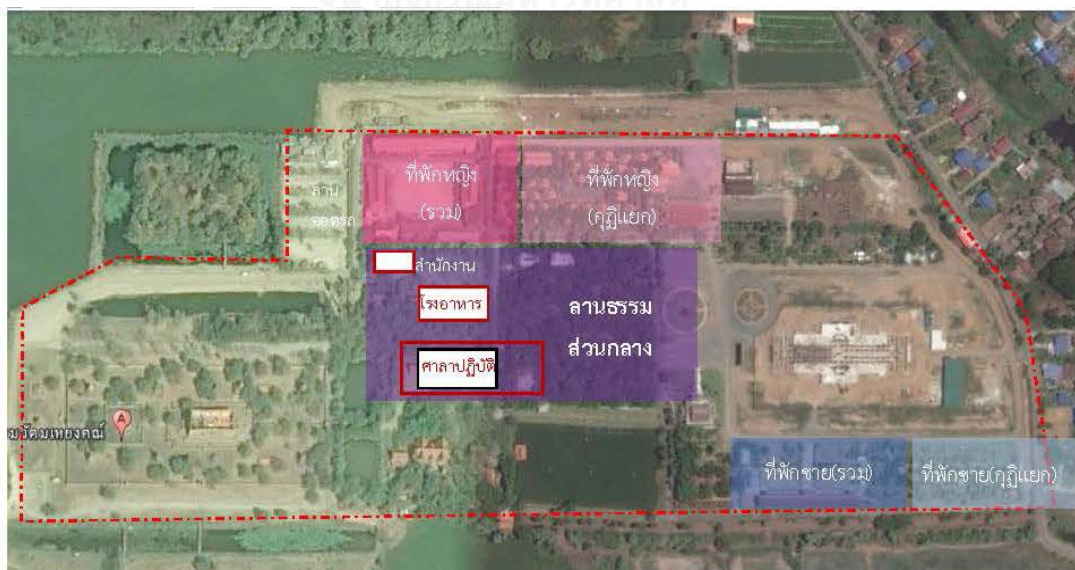 ที่พักหญิง
(รวม)
ที่พักหญิง
(กุฏิแยก)
ลาน
จอดรถ
สำนักงาน
โรงอาหาร
ลานธรรม
ส่วนกลาง
ศาลาปฏิบัติ
A
ที่พักชาย(รวม)
ที่พักชาย(กุฏิแยก)